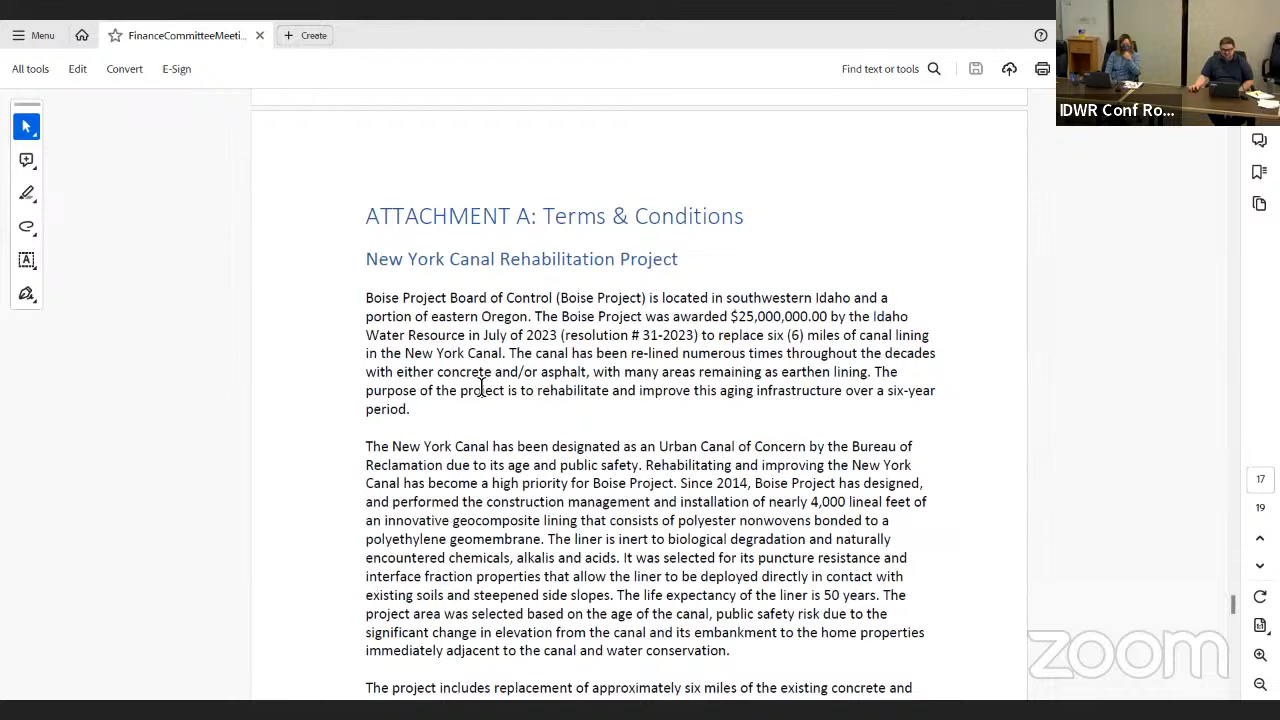 Menu
FinanceCommitteeMeeti...
Create
All tools
Edit
Convert
E-Sign
Find text or tools
IDWR Conf Ro...
ATTACHMENT A: Terms & Conditions
New York Canal Rehabilitation Project
Boise Project Board of Control (Boise Project) is located in southwestern Idaho and a
portion of eastern Oregon. The Boise Project was awarded $25,000,000.00 by the Idaho
Water Resource in July of 2023 (resolution # 31-2023) to replace six (6) miles of canal lining
in the New York Canal. The canal has been re-lined numerous times throughout the decades
with either concrete and/or asphalt, with many areas remaining as earthen lining. The
purpose of the project is to rehabilitate and improve this aging infrastructure over a six-year
period.
The New York Canal has been designated as an Urban Canal of Concern by the Bureau of
Reclamation due to its age and public safety. Rehabilitating and improving the New York
Canal has become a high priority for Boise Project. Since 2014, Boise Project has designed,
and performed the construction management and installation of nearly 4,000 lineal feet of
an innovative geocomposite lining that consists of polyester nonwovens bonded to a
polyethylene geomembrane. The liner is inert to biological degradation and naturally
encountered chemicals, alkalis and acids. It was selected for its puncture resistance and
interface fraction properties that allow the liner to be deployed directly in contact with
existing soils and steepened side slopes. The life expectancy of the liner is 50 years. The
project area was selected based on the age of the canal, public safety risk due to the
significant change in elevation from the canal and its embankment to the home properties
immediately adjacent to the canal and water conservation.
The project includes replacement of approximately six miles of the existing concrete and
17
19
zoom